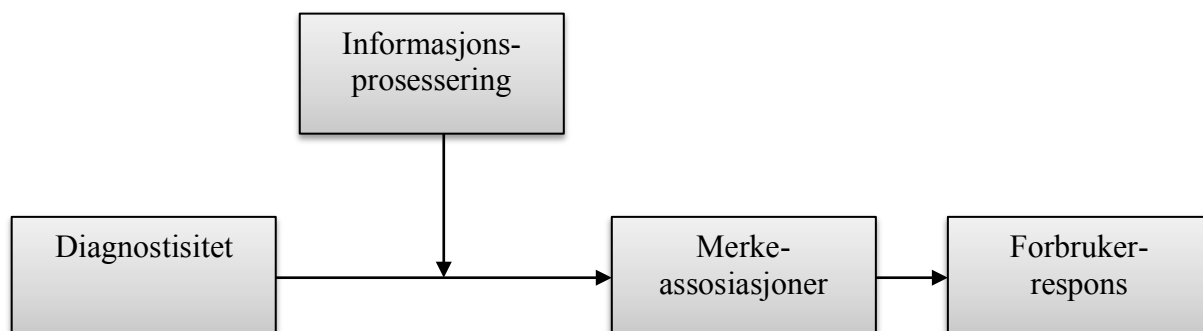 Informasjons-
prosessering
Diagnostisitet
Merke-
assosiasjoner
Forbruker-
respons